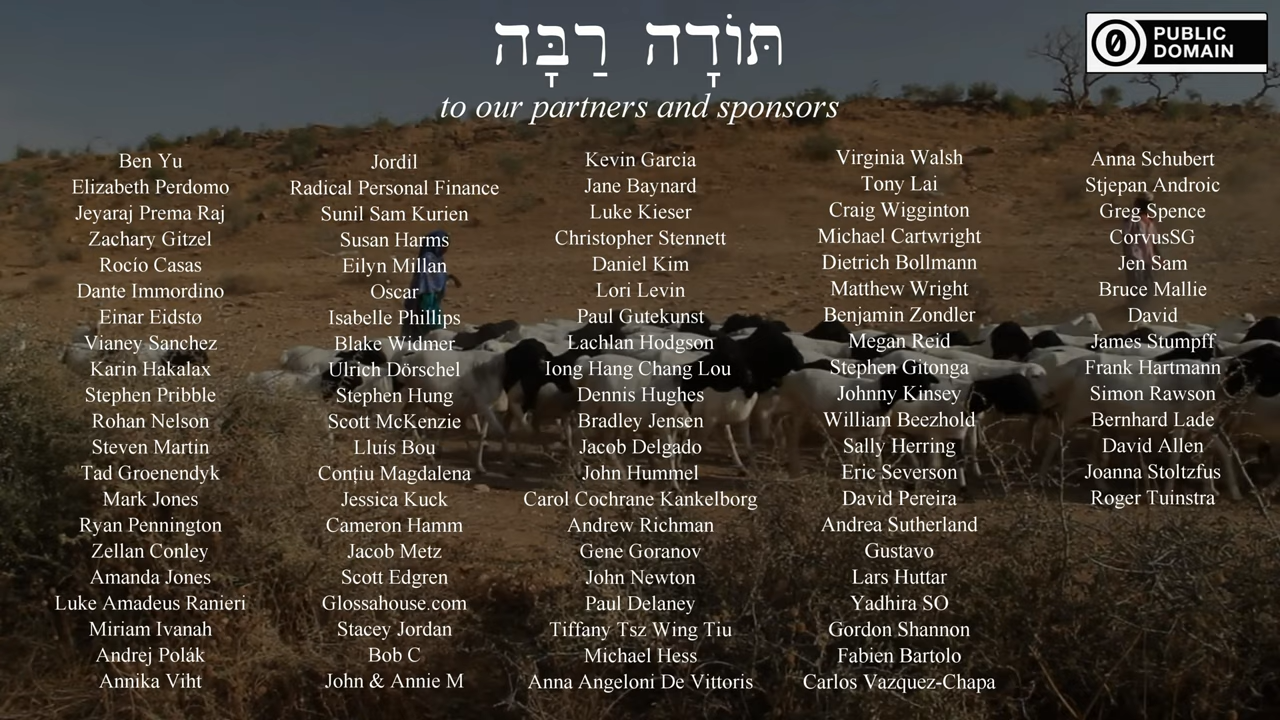 תּוֹדָה רַבָּה
to our partners and sponsors
0 PUBLIC DOMAIN
Ben Yu
Elizabeth Perdomo
Jeyaraj Prema Raj
Zachary Gitzel
Rocío Casas
Dante Immordino
Einar Eidstø
Vianey Sanchez
Karin Hakalax
Stephen Pribble
Rohan Nelson
Steven Martin
Tad Groenendyk
Mark Jones
Ryan Pennington
Zellan Conley
Amanda Jones
Luke Amadeus Ranieri
Miriam Ivanah
Andrej Polák
Annika Viht
Jordil
Radical Personal Finance
Sunil Sam Kurien
Susan Harms
Eilyn Millan
Oscar
Isabelle Phillips
Blake Widmer
Ulrich Dörschel
Stephen Hung
Scott McKenzie
Lluís Bou
Conțiu Magdalena
Jessica Kuck
Cameron Hamm
Jacob Metz
Scott Edgren
Glossahouse.com
Stacey Jordan
Bob C
John & Annie M
Kevin Garcia
Jane Baynard
Luke Kieser
Christopher Stennett
Daniel Kim
Lori Levin
Paul Gutekunst
Lachlan Hodgson
Iong Hang Chang Lou
Dennis Hughes
Bradley Jensen
Jacob Delgado
John Hummel
Carol Cochrane Kankelborg
Andrew Richman
Gene Goranov
John Newton
Paul Delaney
Tiffany Tsz Wing Tiu
Michael Hess
Anna Angeloni De Vittoris
Virginia Walsh
Tony Lai
Craig Wigginton
Michael Cartwright
Dietrich Bollmann
Matthew Wright
Benjamin Zondler
Megan Reid
Stephen Gitonga
Johnny Kinsey
William Beezhold
Sally Herring
Eric Severson
David Pereira
Andrea Sutherland
Gustavo
Lars Huttar
Yadhira SO
Gordon Shannon
Fabien Bartolo
Carlos Vazquez-Chapa
Anna Schubert
Stjepan Androic
Greg Spence
CorvusSG
Jen Sam
Bruce Mallie
David
James Stumpff
Frank Hartmann
Simon Rawson
Bernhard Lade
David Allen
Joanna Stoltzfus
Roger Tuinstra